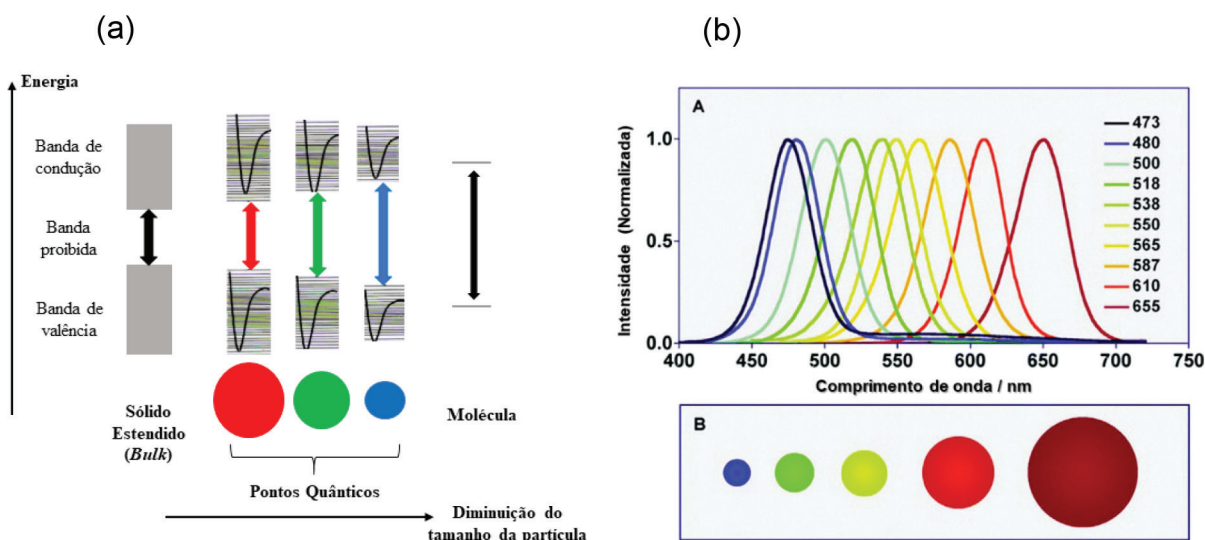 (a)
Energia
Banda de
condução
Banda
proibida
Banda de
valência
Sólido
Estendido
(Bulk)
Molécula
Pontos Quânticos
Diminuição do
tamanho da partícula
(b)
A
Intensidade (Normalizada)
1.0
0.5
0.0
473
480
500
518
538
550
565
587
610
655
400 450 500 550 600 650 700 750
Comprimento de onda / nm
B